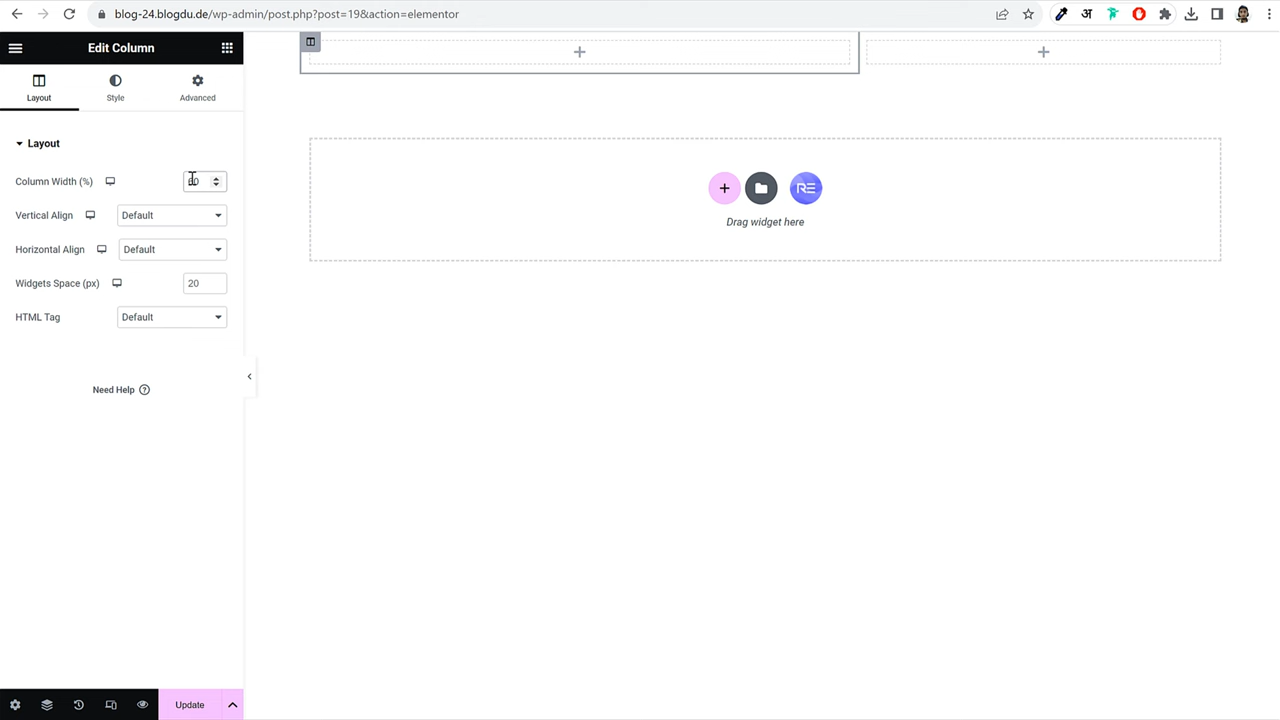 blog-24.blogdu.de/wp-admin/post.php?post=19&action=elementor
अ
Edit Column
Layout
Style
Advanced
Layout
Column Width (%)
Vertical Align
Default
Horizontal Align
Default
Widgets Space (px)
20
HTML Tag
Default
Need Help
Update
RE
Drag widget here